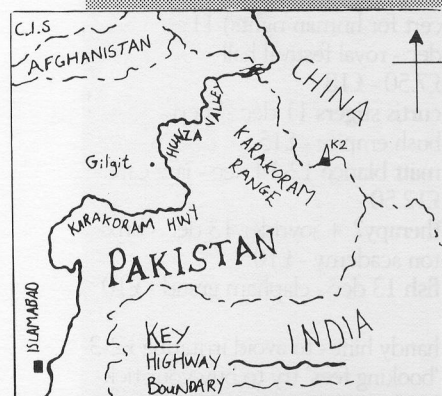 C.I.S
AFGHANISTAN
CHINA
HUNZA
VALLEY
Gilgit
KARAKORAM
RANGE
K2
KARAKORAM HWY
PAKISTAN
ISLAMABAD
INDIA
KEY
HIGHWAY
BOUNDARY